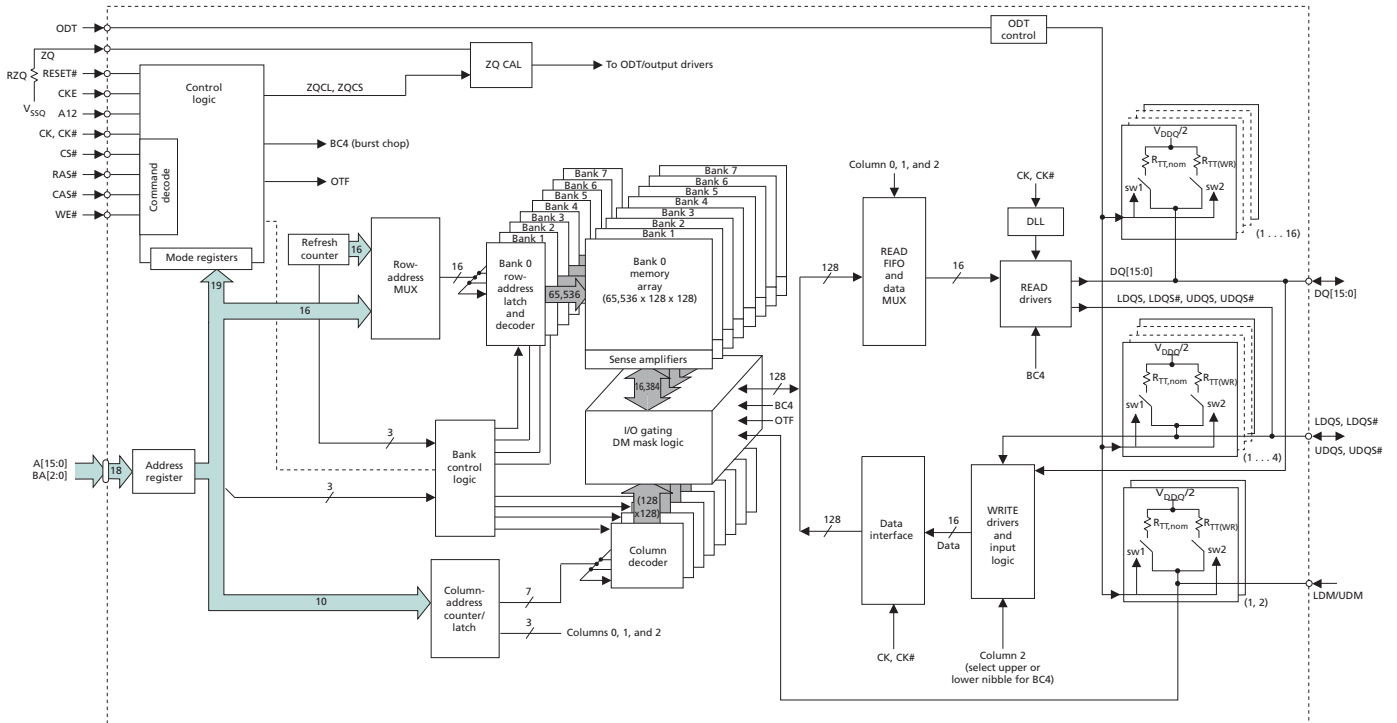 ODT
ODT
control
ZQ
RZQ
VSSQ
RESET#
CKE
A12
CK, CK#
CS#
RAS#
CAS#
WE#
Control
logic
Command
decode
Mode registers
ZQ CAL
To ODT/output drivers
ZQCL, ZQCS
BC4 (burst chop)
OTF
Refresh
counter
16
Row-
address
MUX
16
19
16
Bank 7
Bank 6
Bank 5
Bank 4
Bank 3
Bank 2
Bank 1
Bank 0
row-
address
latch
and
decoder
65,536
Bank 7
Bank 6
Bank 5
Bank 4
Bank 3
Bank 2
Bank 1
Bank 0
memory
array
(65,536 x 128 x 128)
Sense amplifiers
16,384
I/O gating
DM mask logic
128
BC4
OTF
(128
x128)
Column
decoder
A[15:0]
BA[2:0]
18
Address
register
3
3
Bank
control
logic
10
Column-
address
counter/
latch
7
3
Columns 0, 1, and 2
Column 0, 1, and 2
128
READ
FIFO
and
data
MUX
16
CK, CK#
DLL
READ
drivers
BC4
DQ[15:0]
LDQS, LDQS#, UDQS, UDQS#
128
Data
interface
16
Data
CK, CK#
WRITE
drivers
and
input
logic
Column 2
(select upper or
lower nibble for BC4)
VDDQ/2
RTT,nom
RTT(WR)
sw1
sw2
(1 . . . 16)
DQ[15:0]
VDDQ/2
RTT,nom
RTT(WR)
sw1
sw2
(1 . . . 4)
LDQS, LDQS#
UDQS, UDQS#
VDDQ/2
RTT,nom
RTT(WR)
sw1
sw2
(1, 2)
LDM/UDM